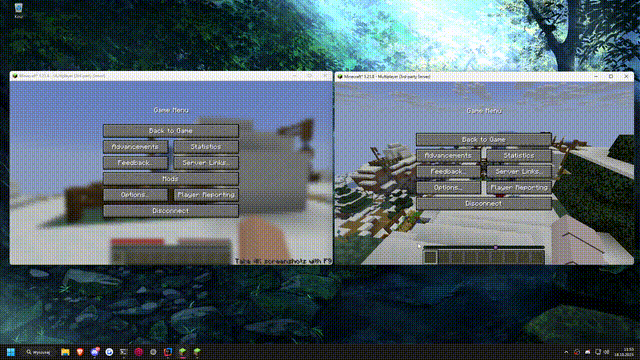 Minecraft* 1.21.8 - Multiplayer (3rd-party Server)
Game Menu
Back to Game
Advancements
Statistics
Feedback...
Server Links...
Mods
Options...
Player Reporting
Disconnect
Take 4K screenshots with F9
Minecraft* 1.21.8 - Multiplayer (3rd-party Server)
Game Menu
Back to Game
Advancements
Statistics
Feedback...
Server Links...
Options...
Player Reporting
Disconnect
Wyszukaj